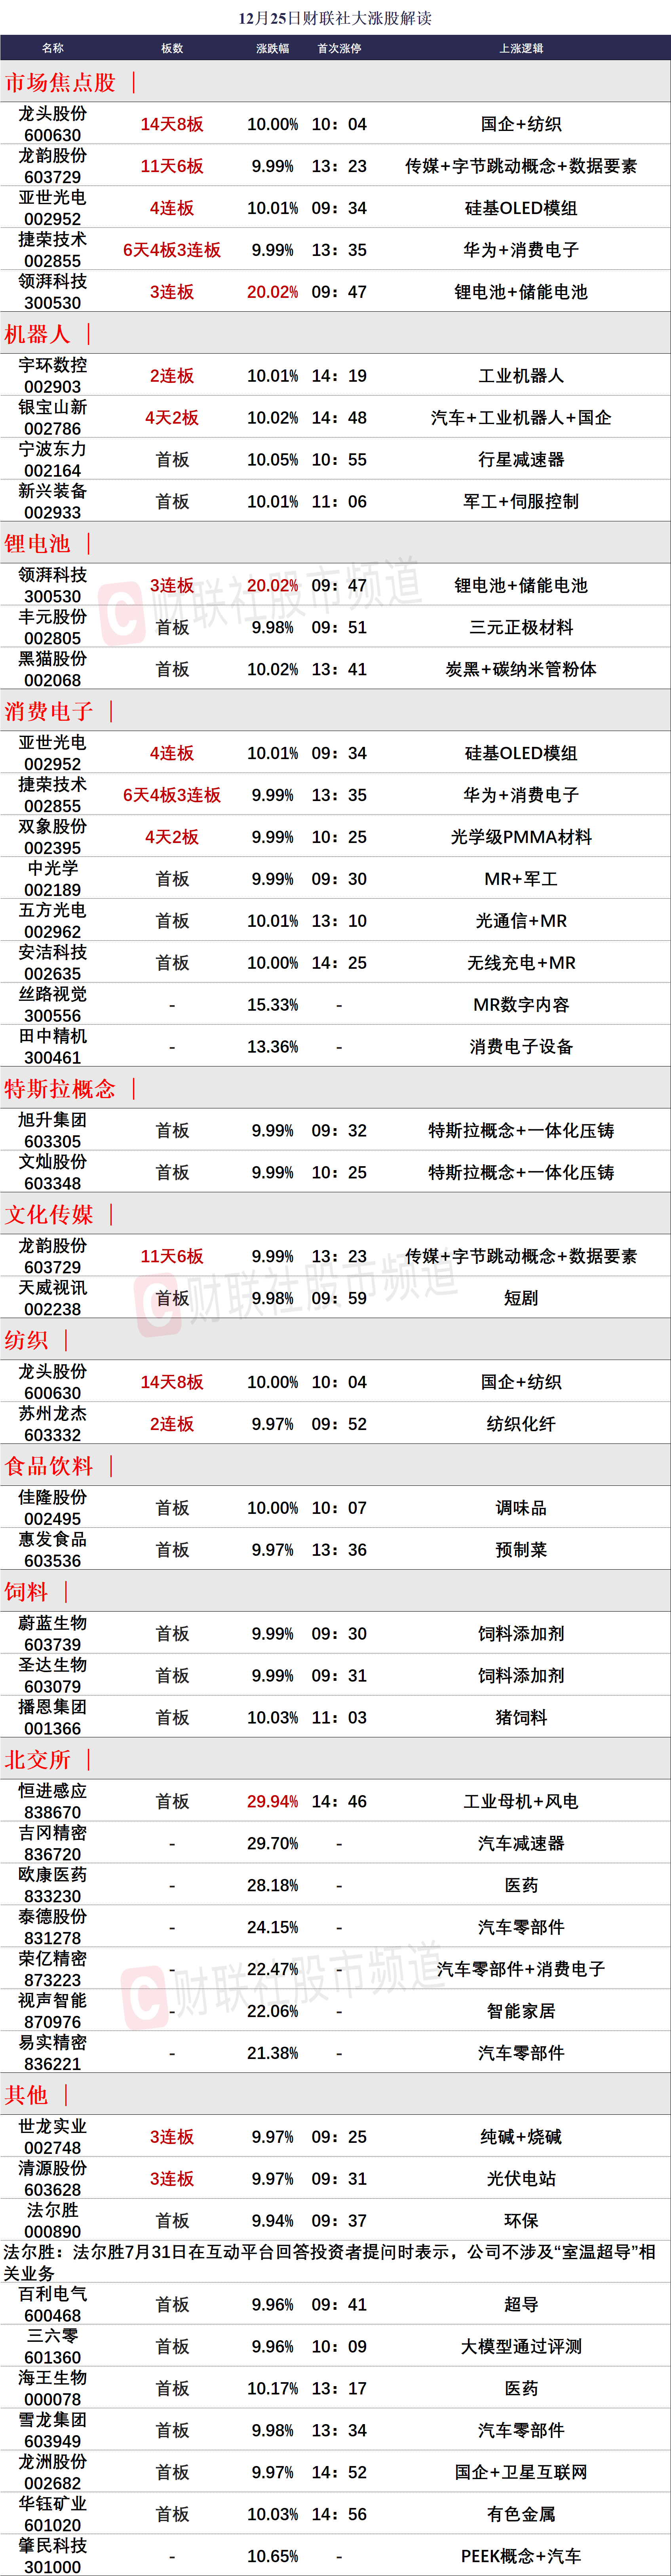 12月25日财联社大涨股解读
名称 板数 涨跌幅 首次涨停 上涨逻辑
市场焦点股 |
龙头股份 600630 14天8板 10.00% 10：04 国企+纺织
龙韵股份 603729 11天6板 9.99% 13：23 传媒+字节跳动概念+数据要素
亚世光电 002952 4连板 10.01% 09：34 硅基OLED模组
捷荣技术 002855 6天4板3连板 9.99% 13：35 华为+消费电子
领湃科技 300530 3连板 20.02% 09：47 锂电池+储能电池
机器人 |
宇环数控 002903 2连板 10.01% 14：19 工业机器人
银宝山新 002786 4天2板 10.02% 14：48 汽车+工业机器人+国企
宁波东力 002164 首板 10.05% 10：55 行星减速器
新兴装备 002933 首板 10.01% 11：06 军工+伺服控制
锂电池 |
领湃科技 300530 3连板 20.02% 09：47 锂电池+储能电池
丰元股份 002805 首板 9.98% 09：51 三元正极材料
黑猫股份 002068 首板 10.02% 13：41 炭黑+碳纳米管粉体
财联社股市频道
消费电子 |
亚世光电 002952 4连板 10.01% 09：34 硅基OLED模组
捷荣技术 002855 6天4板3连板 9.99% 13：35 华为+消费电子
双象股份 002395 4天2板 9.99% 10：25 光学级PMMA材料
中光学 002189 首板 9.99% 09：30 MR+军工
五方光电 002962 首板 10.01% 13：10 光通信+MR
安洁科技 002635 首板 10.00% 14：25 无线充电+MR
丝路视觉 300556 - 15.33% - MR数字内容
田中精机 300461 - 13.36% - 消费电子设备
特斯拉概念 |
旭升集团 603305 首板 9.99% 09：32 特斯拉概念+一体化压铸
文灿股份 603348 首板 9.99% 10：25 特斯拉概念+一体化压铸
文化传媒 |
龙韵股份 603729 11天6板 9.99% 13：23 传媒+字节跳动概念+数据要素
天威视讯 002238 首板 9.98% 09：59 短剧
财联社股市频道
纺织 |
龙头股份 600630 14天8板 10.00% 10：04 国企+纺织
苏州龙杰 603332 2连板 9.97% 09：52 纺织化纤
食品饮料 |
佳隆股份 002495 首板 10.00% 10：07 调味品
惠发食品 603536 首板 9.97% 13：36 预制菜
饲料 |
蔚蓝生物 603739 首板 9.99% 09：30 饲料添加剂
圣达生物 603079 首板 9.99% 09：31 饲料添加剂
播恩集团 001366 首板 10.03% 11：03 猪饲料
北交所 |
恒进感应 838670 首板 29.94% 14：46 工业母机+风电
吉冈精密 836720 - 29.70% - 汽车减速器
欧康医药 833230 - 28.18% - 医药
泰德股份 831278 - 24.15% - 汽车零部件
荣亿精密 873223 - 22.47% - 汽车零部件+消费电子
视声智能 870976 - 22.06% - 智能家居
易实精密 836221 - 21.38% - 汽车零部件
财联社股市频道
其他 |
世龙实业 002748 3连板 9.97% 09：25 纯碱+烧碱
清源股份 603628 3连板 9.97% 09：31 光伏电站
法尔胜 000890 首板 9.94% 09：37 环保
法尔胜：法尔胜7月31日在互动平台回答投资者提问时表示，公司不涉及“室温超导”相
关业务
百利电气 600468 首板 9.96% 09：41 超导
三六零 601360 首板 9.96% 10：09 大模型通过评测
海王生物 000078 首板 10.17% 13：17 医药
雪龙集团 603949 首板 9.98% 13：34 汽车零部件
龙洲股份 002682 首板 9.97% 14：52 国企+卫星互联网
华钰矿业 601020 首板 10.03% 14：56 有色金属
肇民科技 301000 - 10.65% - PEEK概念+汽车